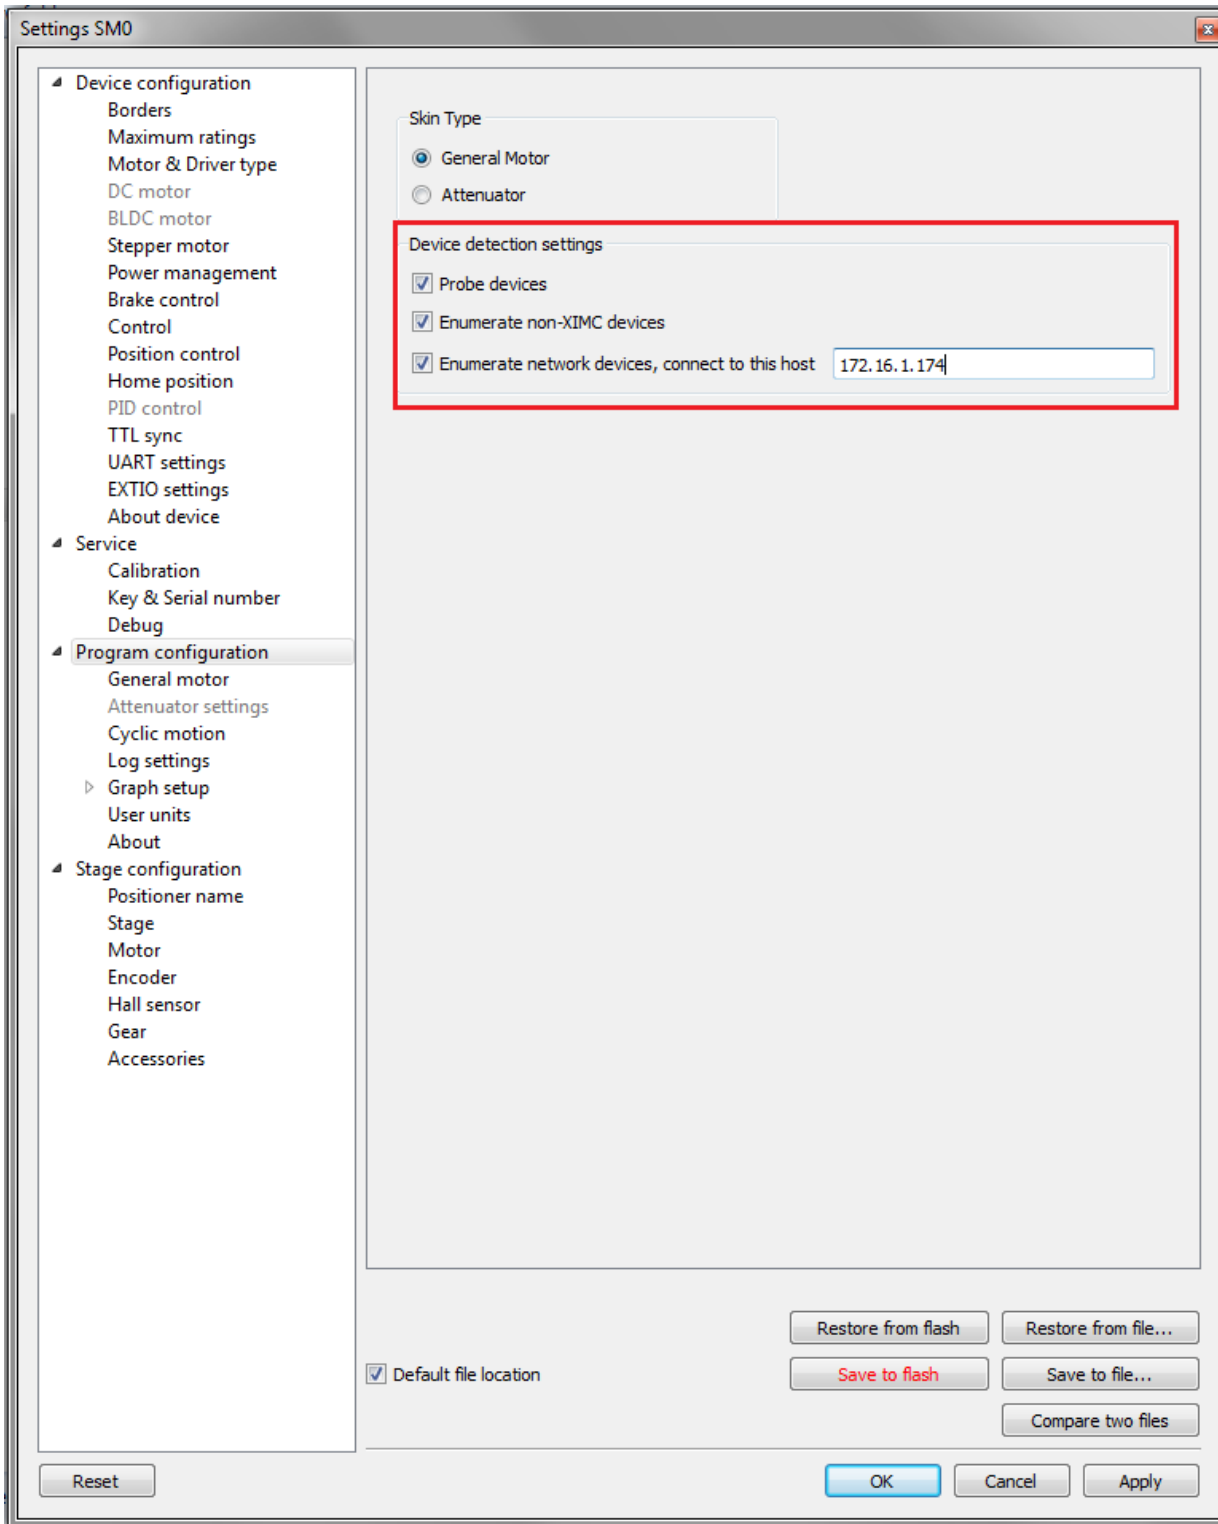 Settings SM0
Device configuration
Borders
Maximum ratings
Motor & Driver type
DC motor
BLDC motor
Stepper motor
Power management
Brake control
Control
Position control
Home position
PID control
TTL sync
UART settings
EXTIO settings
About device
Service
Calibration
Key & Serial number
Debug
Program configuration
General motor
Attenuator settings
Cyclic motion
Log settings
Graph setup
User units
About
Stage configuration
Positioner name
Stage
Motor
Encoder
Hall sensor
Gear
Accessories
Skin Type
General Motor
Attenuator
Device detection settings
Probe devices
Enumerate non-XIMC devices
Enumerate network devices, connect to this host 172.16.1.174
Restore from flash Restore from file...
Default file location Save to flash Save to file...
Compare two files
Reset OK Cancel Apply